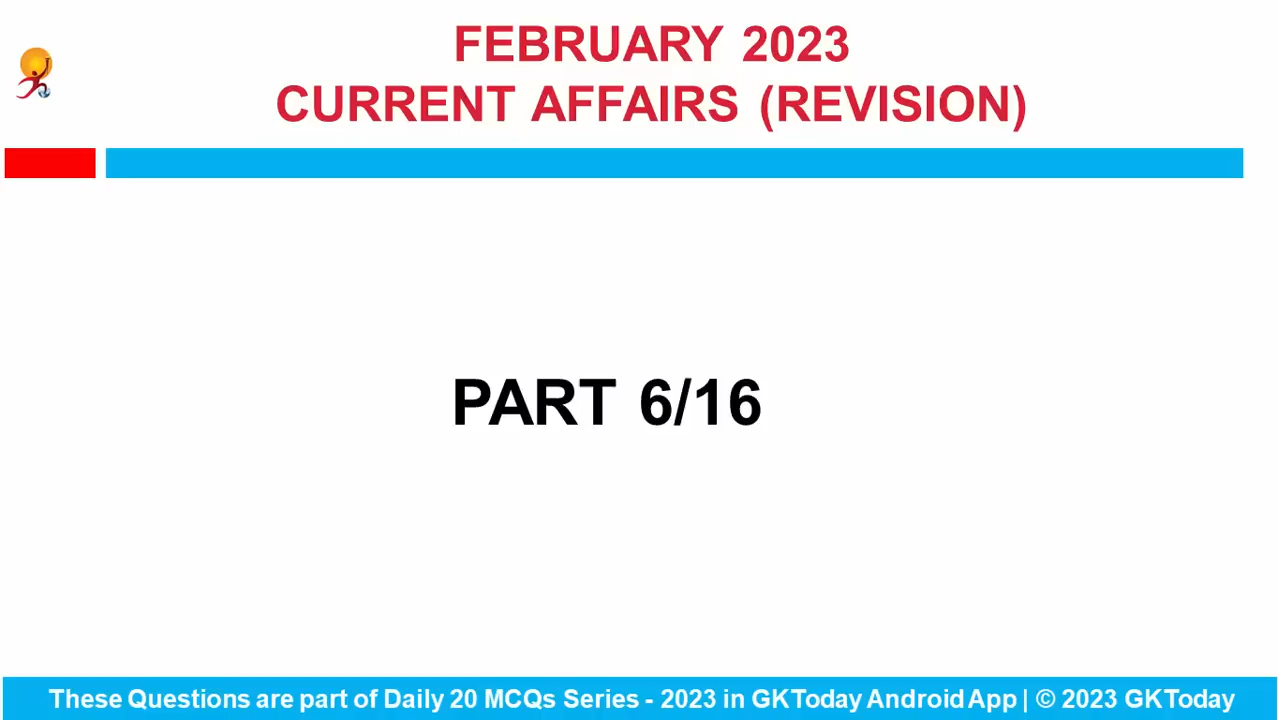 FEBRUARY 2023
CURRENT AFFAIRS (REVISION)
PART 6/16
These Questions are part of Daily 20 MCQs Series - 2023 in GKToday Android App | © 2023 GKToday